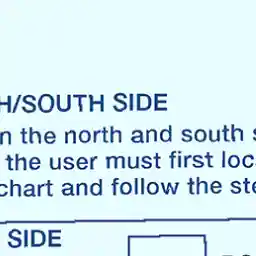 H/SOUTH SIDE
n the north and south
the user must first loc
chart and follow the ste
SIDE